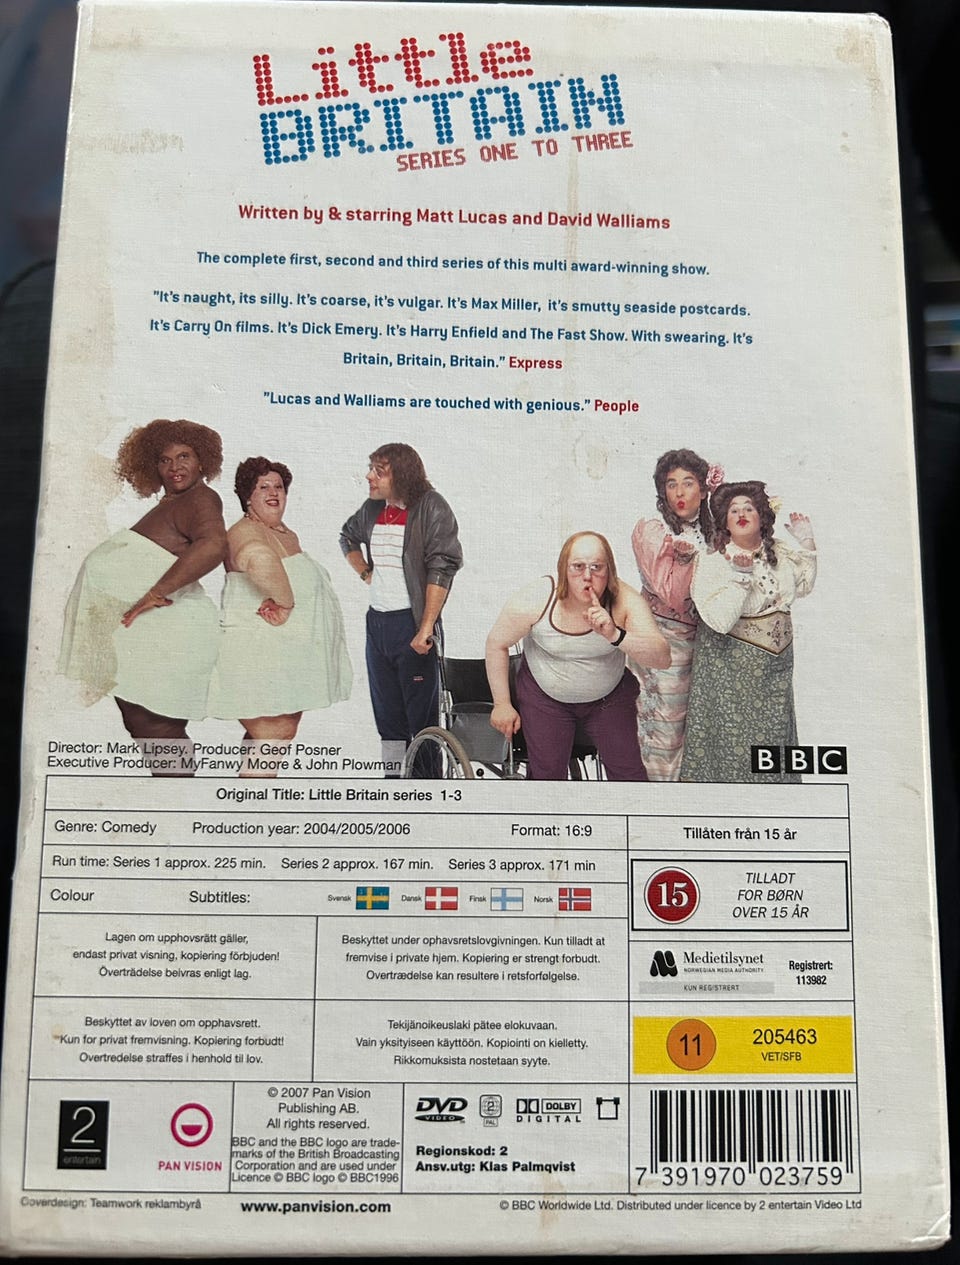 Little
BRITAIN
SERIES ONE TO THREE
Written by & starring Matt Lucas and David Walliams
The complete first, second and third series of this multi award-winning show.
"It's naught, its silly. It's coarse, it's vulgar. It's Max Miller, it's smutty seaside postcards.
It's Carry On films. It's Dick Emery. It's Harry Enfield and The Fast Show. With swearing. It's
Britain, Britain, Britain." Express
"Lucas and Walliams are touched with genious." People
Director: Mark Lipsey. Producer: Geof Posner
Executive Producer: MyFanwy Moore & John Plowman
BBC
Original Title: Little Britain series 1-3
Genre: Comedy Production year: 2004/2005/2006 Format: 16:9
Tillåten från 15 år
Run time: Series 1 approx. 225 min. Series 2 approx. 167 min. Series 3 approx. 171 min
Colour Subtitles: Svensk Dansk Finsk Norsk
15
TILLADT
FOR BØRN
OVER 15 ÅR
Lagen om upphovsrätt gäller,
endast privat visning, kopiering förbjuden!
Överträdelse beivras enligt lag.
Beskyttet under ophavsretslovgivningen. Kun tilladt at
fremvise i private hjem. Kopiering er strengt forbudt.
Overtrædelse kan resultere i retsforfølgelse.
Medietilsynet
NORWEGIAN MEDIA AUTHORITY
KUN REGISTRERT
Registrert:
113982
Beskyttet av loven om opphavsrett.
Kun for privat fremvisning. Kopiering forbudt!
Overtredelse straffes i henhold til lov.
Tekijänoikeuslaki pätee elokuvaan.
Vain yksityiseen käyttöön. Kopiointi on kielletty.
Rikkomuksista nostetaan syyte.
11
205463
VET/SFB
2
entertain
PAN VISION
© 2007 Pan Vision
Publishing AB.
All rights reserved.
BBC and the BBC logo are trade-
marks of the British Broadcasting
Corporation and are used under
Licence © BBC logo © BBC1996
DVD
VIDEO
2
PAL
DOLBY
DIGITAL
Regionskod: 2
Ansv.utg: Klas Palmqvist
7 391970 023759
Coverdesign: Teamwork reklambyrå
www.panvision.com
© BBC Worldwide Ltd. Distributed under licence by 2 entertain Video Ltd